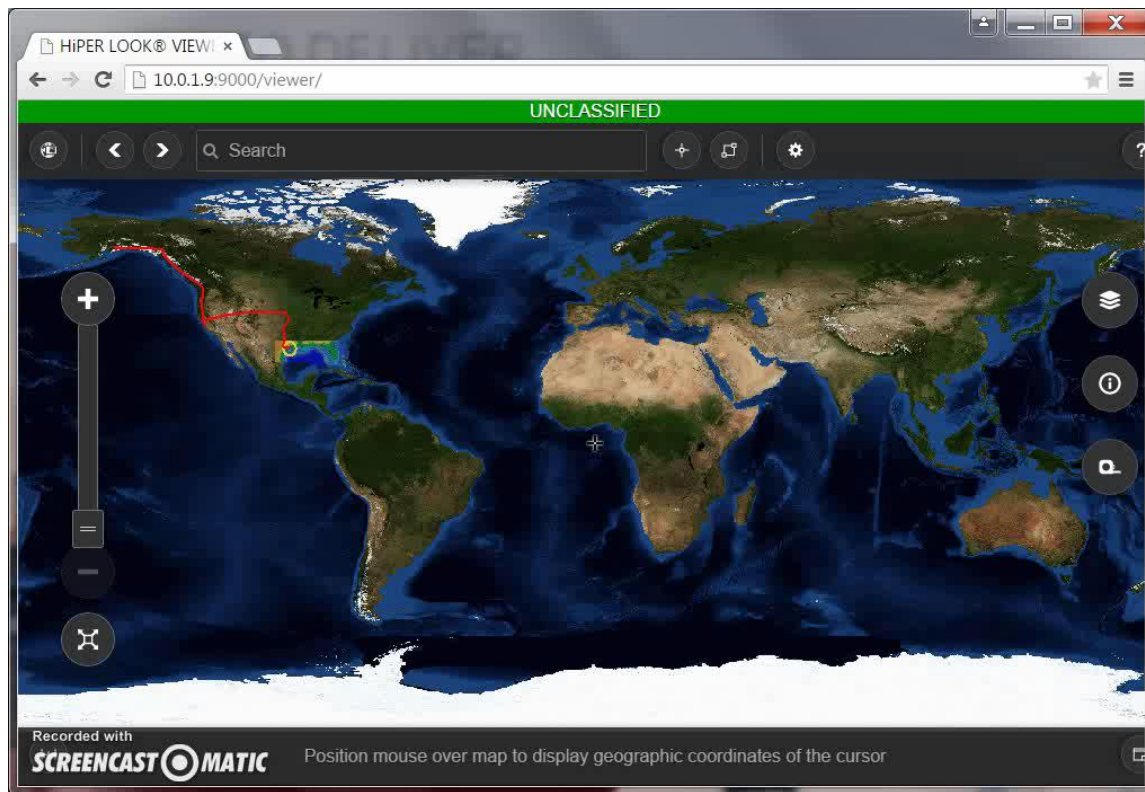 ADELIVER
HiPER LOOK® VIEW
10.0.1.9:9000/viewer/
UNCLASSIFIED
Search
?
Recorded with
SCREENCAST MATIC
Position mouse over map to display geographic coordinates of the cursor